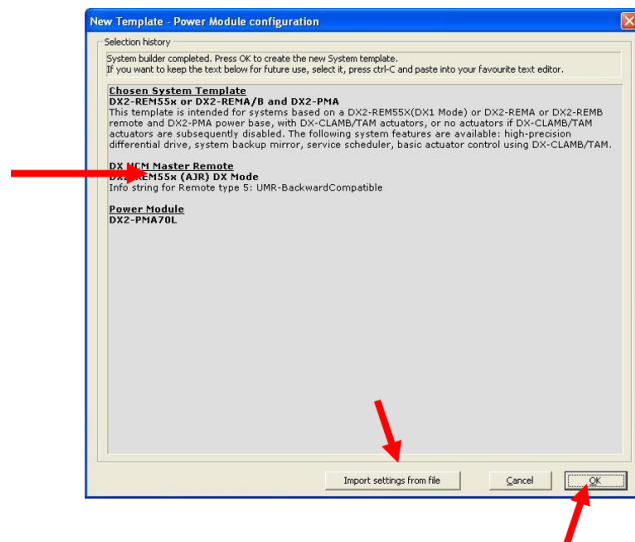 New Template - Power Module configuration
Selection history
System builder completed. Press OK to create the new System template.
If you want to keep the text below for future use, select it, press ctrl-C and paste into your favourite text editor.
Chosen System Template
DX2-REM55x or DX2-REMA/B and DX2-PMA
This template is intended for systems based on a DX2-REM55X(DX1 Mode) or DX2-REMA or DX2-REMB
remote and DX2-PMA power base, with DX-CLAMB/TAM actuators, or no actuators if DX-CLAMB/TAM
actuators are subsequently disabled. The following system features are available: high-precision
differential drive, system backup mirror, service scheduler, basic actuator control using DX-CLAMB/TAM.
DX Master Remote
(AJR) DX Mode
Info string for Remote type 5: UMR-BackwardCompatible
Power Module
DX2-PMA70L
Import settings from file
Cancel
OK